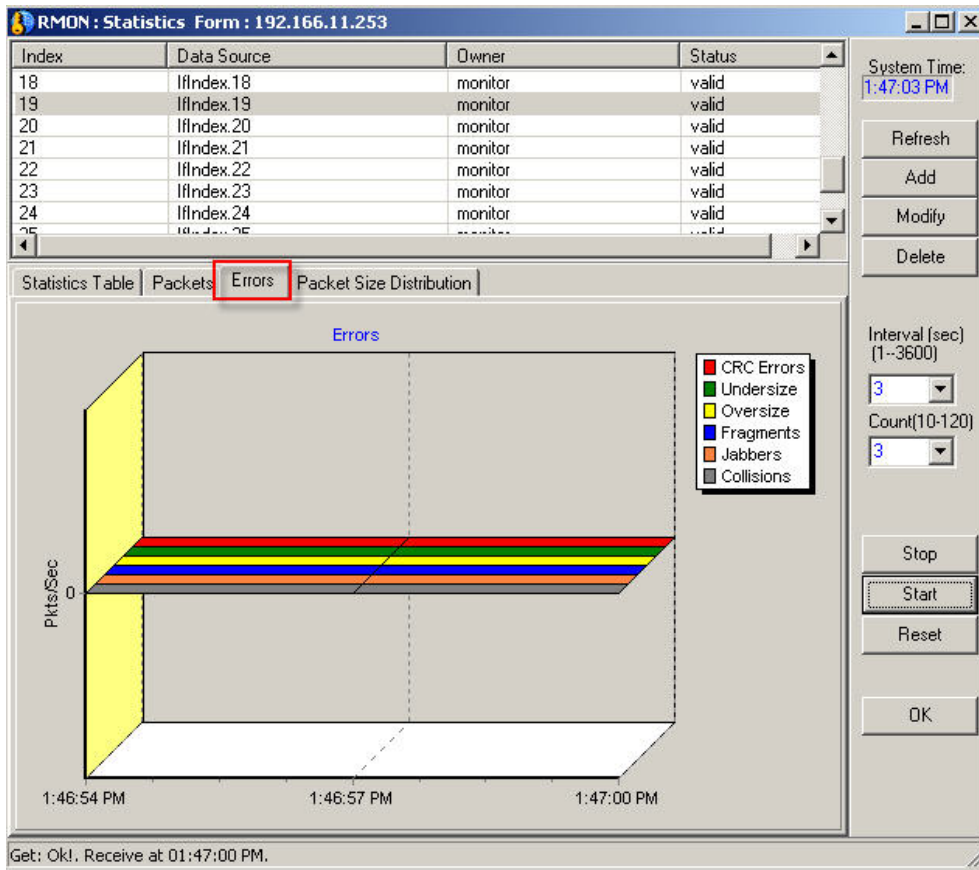 RMON : Statistics Form : 192.166.11.253
Index Data Source Owner Status
18 IfIndex.18 monitor valid
19 IfIndex.19 monitor valid
20 IfIndex.20 monitor valid
21 IfIndex.21 monitor valid
22 IfIndex.22 monitor valid
23 IfIndex.23 monitor valid
24 IfIndex.24 monitor valid
System Time:
1:47:03 PM
Refresh
Add
Modify
Delete
Statistics Table Packets Errors Packet Size Distribution
Errors
CRC Errors
Undersize
Oversize
Fragments
Jabbers
Collisions
Pkts/Sec
0
1:46:54 PM 1:46:57 PM 1:47:00 PM
Interval (sec)
(1--3600)
3
Count(10-120)
3
Stop
Start
Reset
OK
Get: Ok!. Receive at 01:47:00 PM.